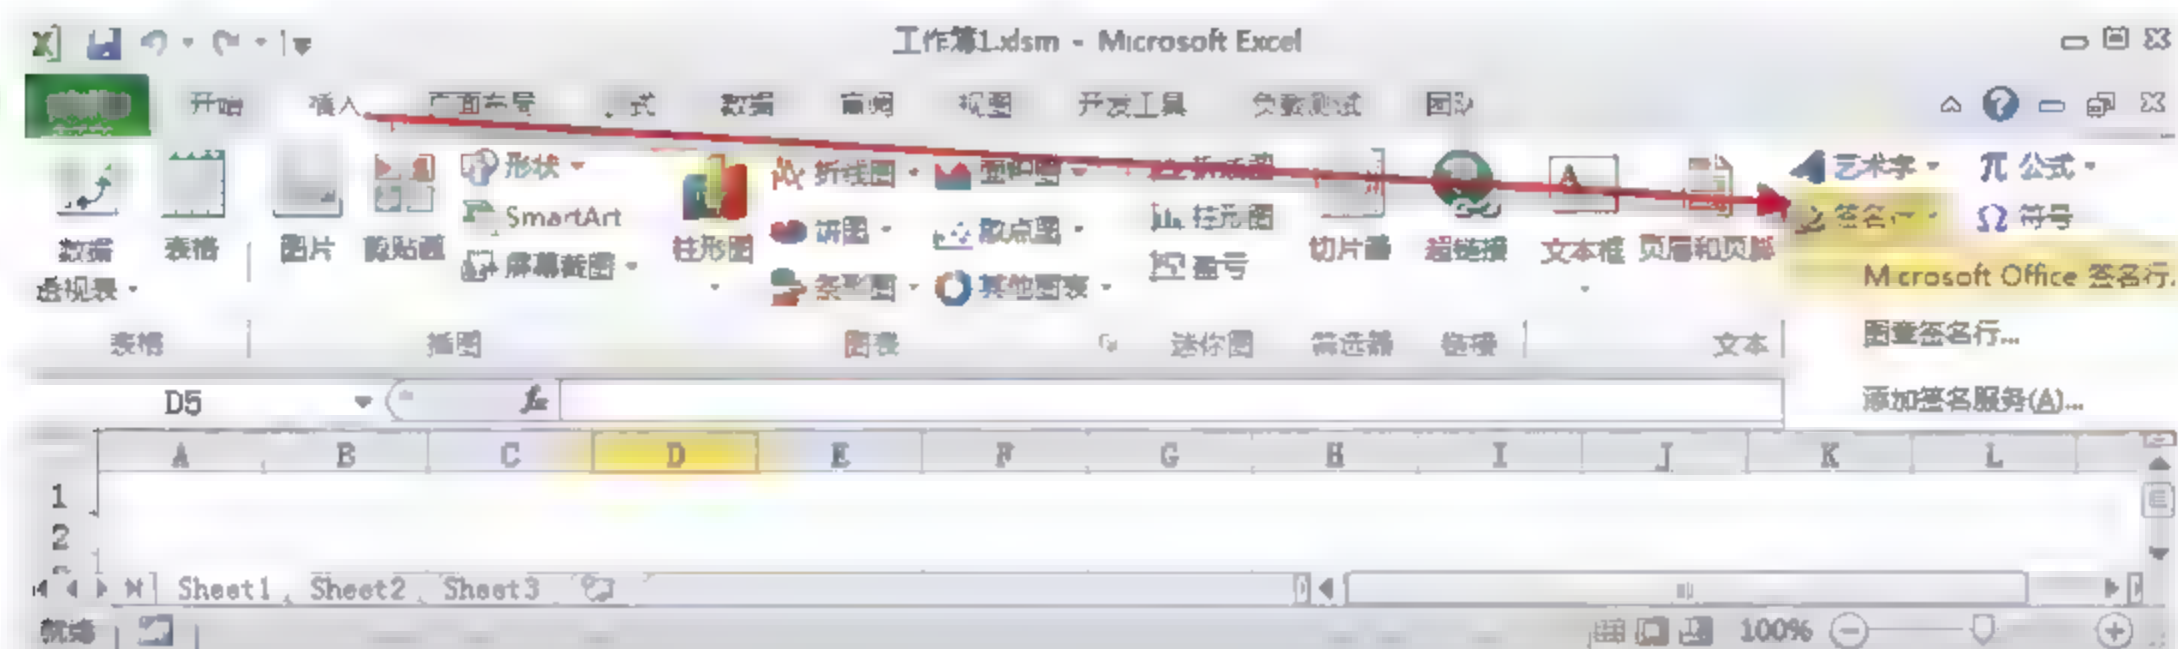 工作簿1.xlsm - Microsoft Excel
开始 插入 页面布局 式 数据 审阅 视图 开发工具 负载测试 团队
形状 折线图 面积图 折线图 艺术字 π 公式
SmartArt 饼图 散点图 柱形图 签名行 Ω 符号
数据 表格 图片 剪贴画 屏幕截图 柱形图 盈亏 切片器 超链接 文本框 页眉和页脚
透视表 条形图 其他图表 Microsoft Office 签名行.
表格 插图 图表 迷你图 筛选器 链接 文本 图章签名行...
D5 fx 添加签名服务(A)...
A B C D E F G H I J K L
1
2
Sheet1 Sheet2 Sheet3
就绪 100%